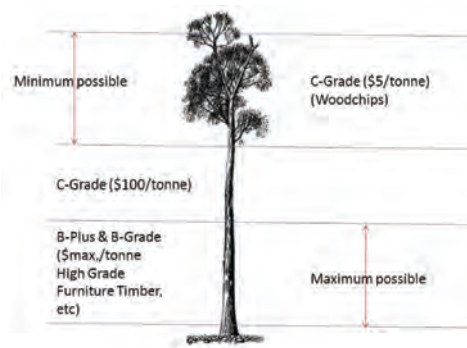 Minimum possible
C-Grade ($5/tonne)
(Woodchips)
C-Grade ($100/tonne)
B-Plus & B-Grade
($max,/tonne
High Grade
Furniture Timber,
etc)
Maximum possible